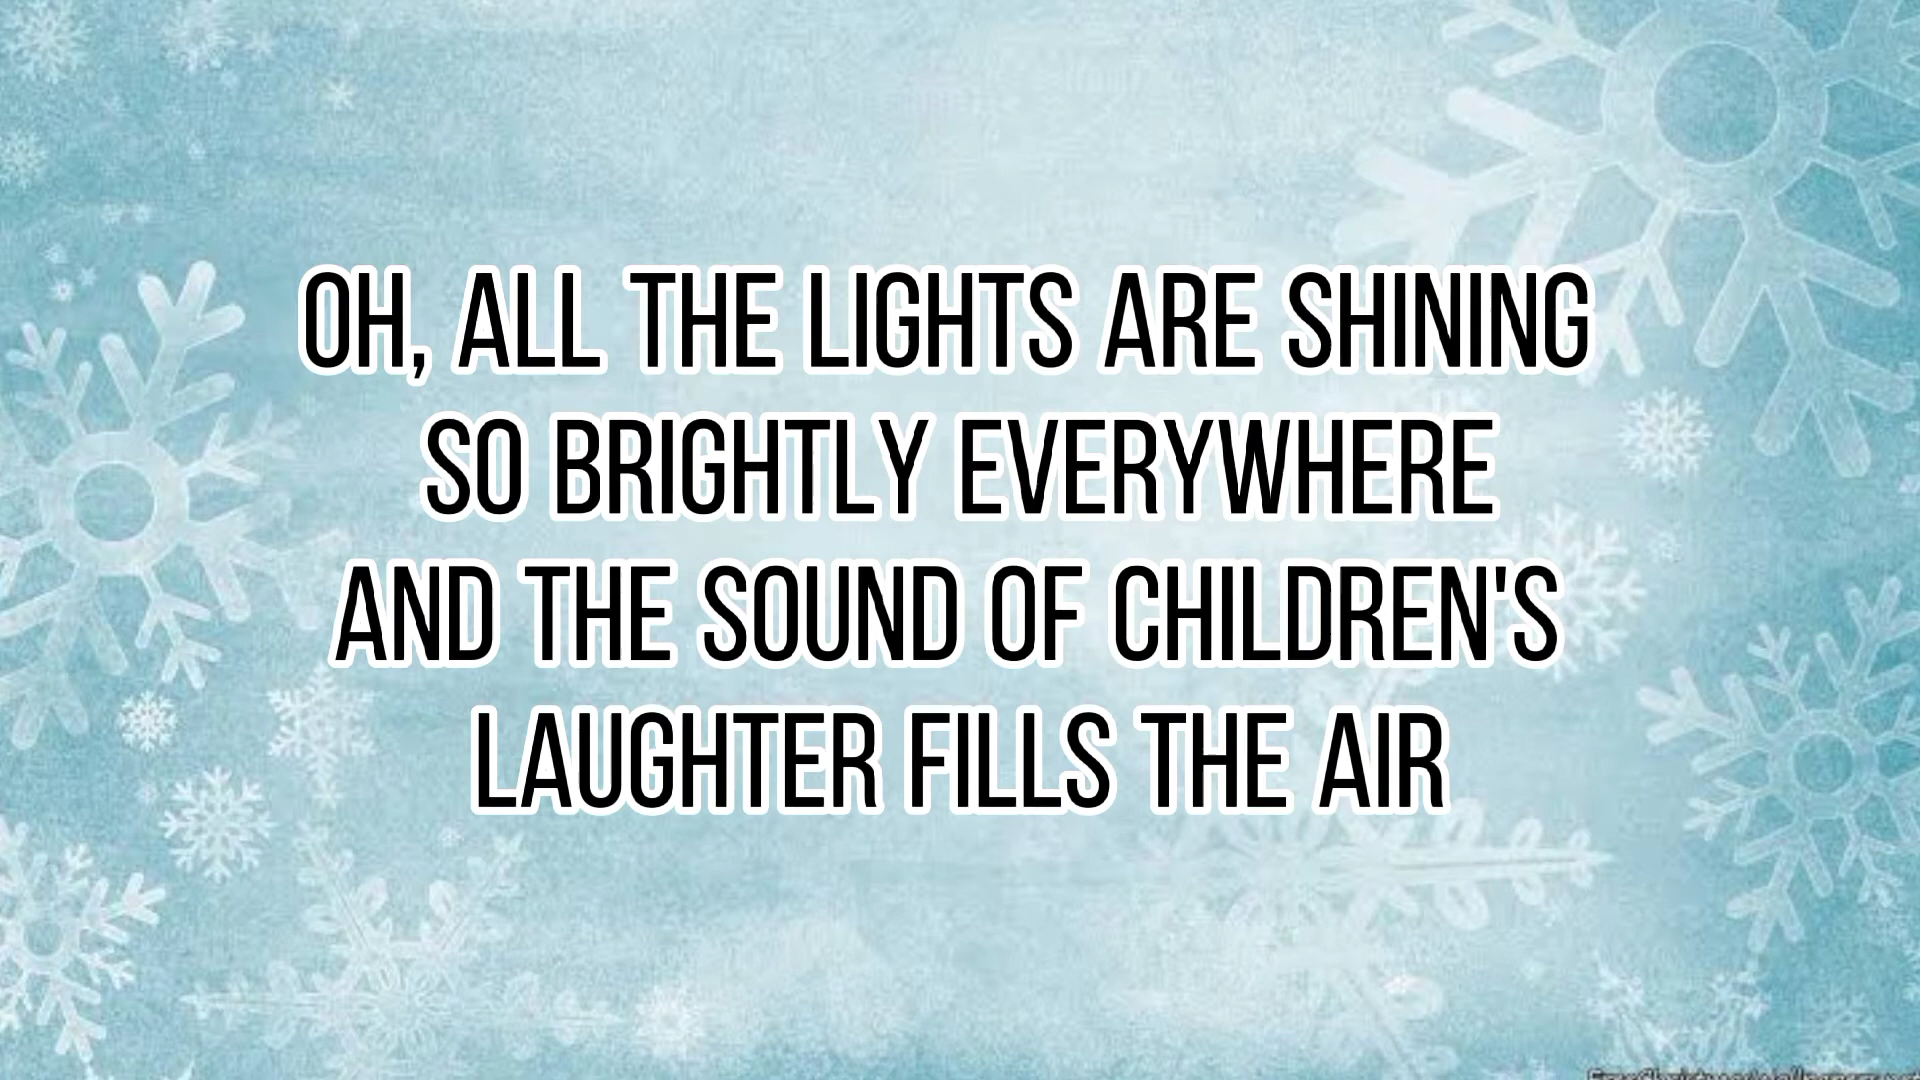 OH, ALL THE LIGHTS ARE SHINING
SO BRIGHTLY EVERYWHERE
AND THE SOUND OF CHILDREN'S
LAUGHTER FILLS THE AIR